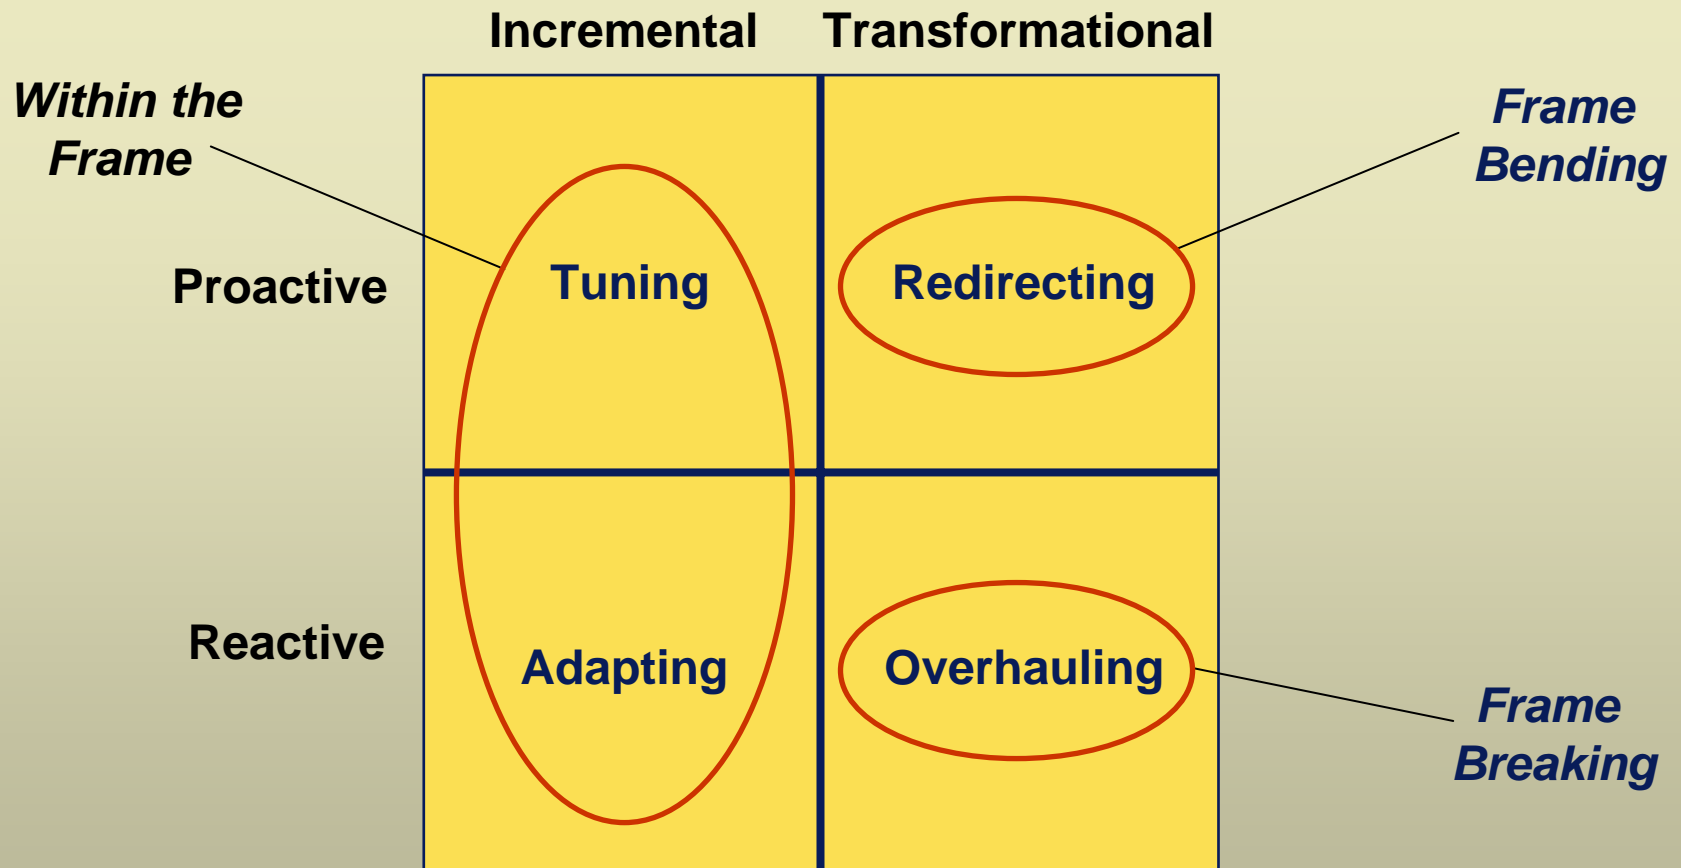 Incremental Transformational
Within the
Frame
Frame
Bending
Proactive
Tuning
Redirecting
Reactive
Adapting
Overhauling
Frame
Breaking